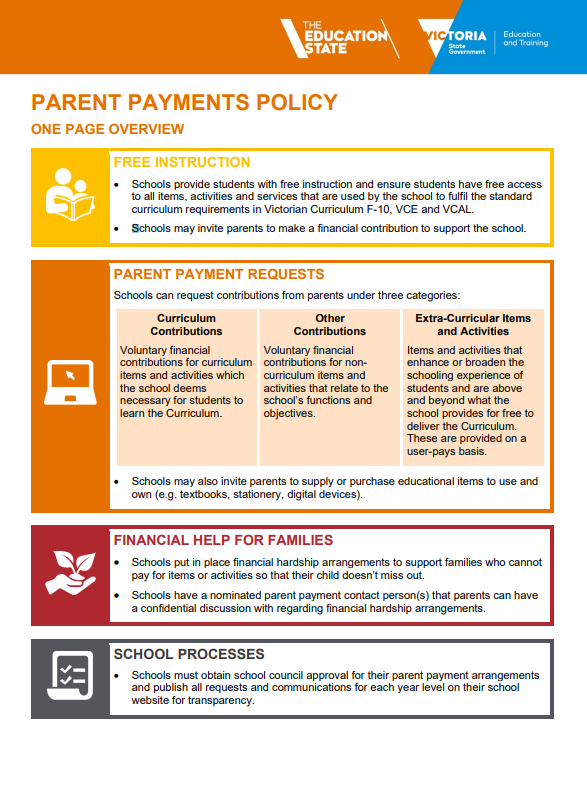 THE
EDUCATION
STATE
VICTORIA
State
Government
Education
and Training
PARENT PAYMENTS POLICY
ONE PAGE OVERVIEW
FREE INSTRUCTION
• Schools provide students with free instruction and ensure students have free access
to all items, activities and services that are used by the school to fulfil the standard
curriculum requirements in Victorian Curriculum F-10, VCE and VCAL.
• Schools may invite parents to make a financial contribution to support the school.
PARENT PAYMENT REQUESTS
Schools can request contributions from parents under three categories:
Curriculum
Contributions
Voluntary financial
contributions for curriculum
items and activities which
the school deems
necessary for students to
learn the Curriculum.
Other
Contributions
Voluntary financial
contributions for non-
curriculum items and
activities that relate to the
school's functions and
objectives.
Extra-Curricular Items
and Activities
Items and activities that
enhance or broaden the
schooling experience of
students and are above
and beyond what the
school provides for free to
deliver the Curriculum.
These are provided on a
user-pays basis.
• Schools may also invite parents to supply or purchase educational items to use and
own (e.g. textbooks, stationery, digital devices).
FINANCIAL HELP FOR FAMILIES
• Schools put in place financial hardship arrangements to support families who cannot
pay for items or activities so that their child doesn't miss out.
• Schools have a nominated parent payment contact person(s) that parents can have
a confidential discussion with regarding financial hardship arrangements.
SCHOOL PROCESSES
• Schools must obtain school council approval for their parent payment arrangements
and publish all requests and communications for each year level on their school
website for transparency.